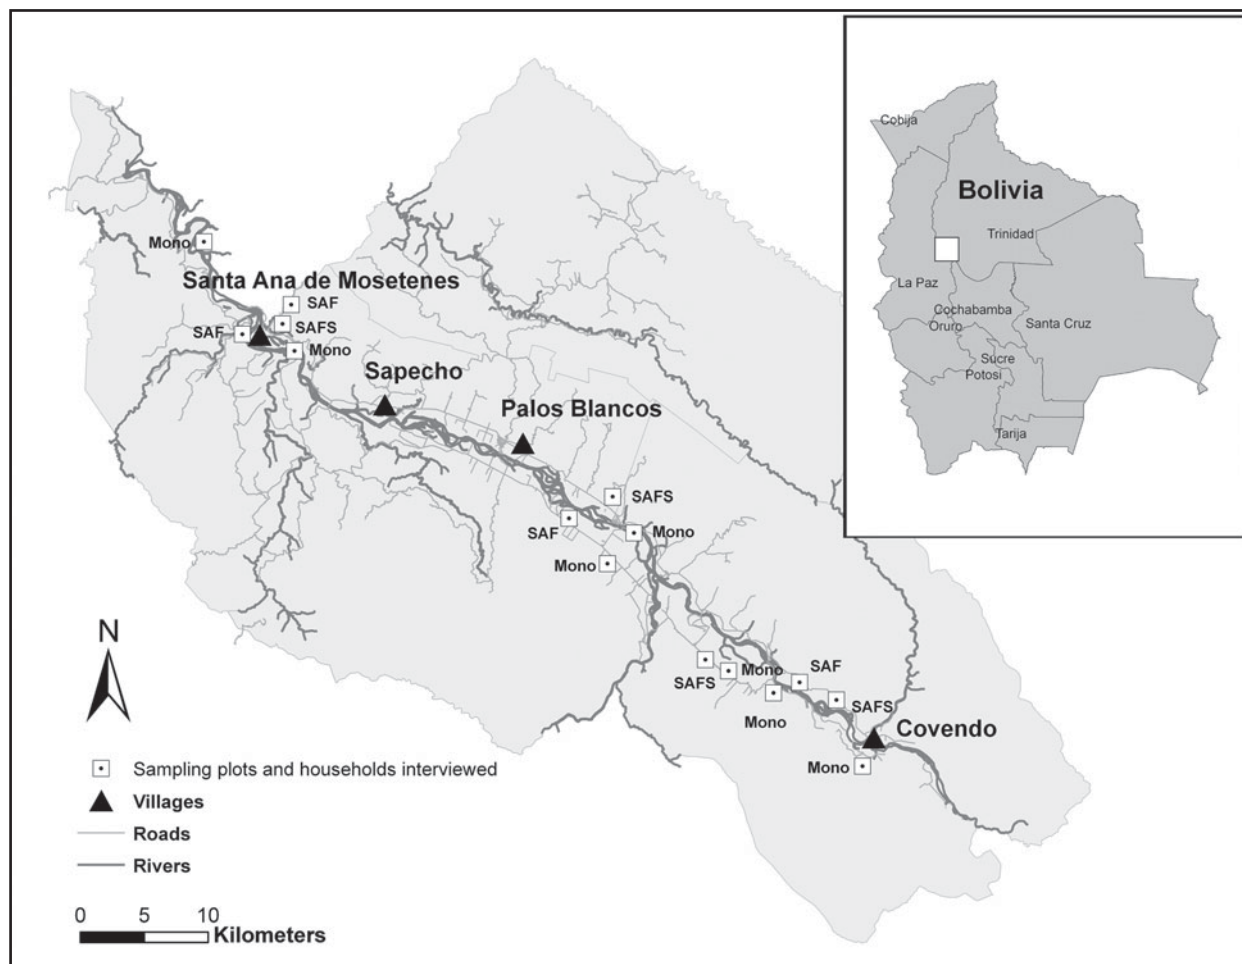 Cobija
Bolivia
Trinidad
La Paz
Cochabamba
Oruro
Santa Cruz
Sucre
Potosi
Tarija
Mono
Santa Ana de Mosetenes
SAF
SAFS
SAF
Mono
Sapecho
Palos Blancos
SAFS
SAF
Mono
Mono
SAF
Mono
SAFS
SAFS
Mono
Covendo
Mono
N
Sampling plots and households interviewed
Villages
Roads
Rivers
0 5 10
Kilometers